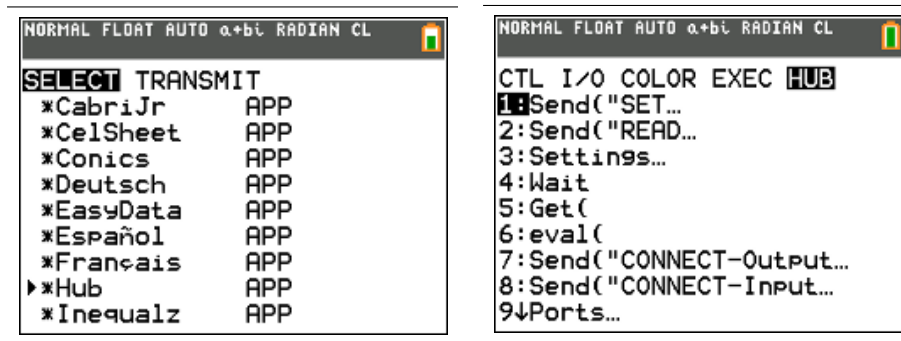 NORMAL FLOAT AUTO a+bi RADIAN CL
SELECT TRANSMIT
*CabriJr APP
*CelSheet APP
*Conics APP
*Deutsch APP
*EasyData APP
*Español APP
*Français APP
▶*Hub APP
*Inequalz APP
NORMAL FLOAT AUTO a+bi RADIAN CL
CTL I/O COLOR EXEC HUB
1:Send("SET…
2:Send("READ…
3:Settings…
4:Wait
5:Get(
6:eval(
7:Send("CONNECT-Output…
8:Send("CONNECT-Input…
9↓Ports…